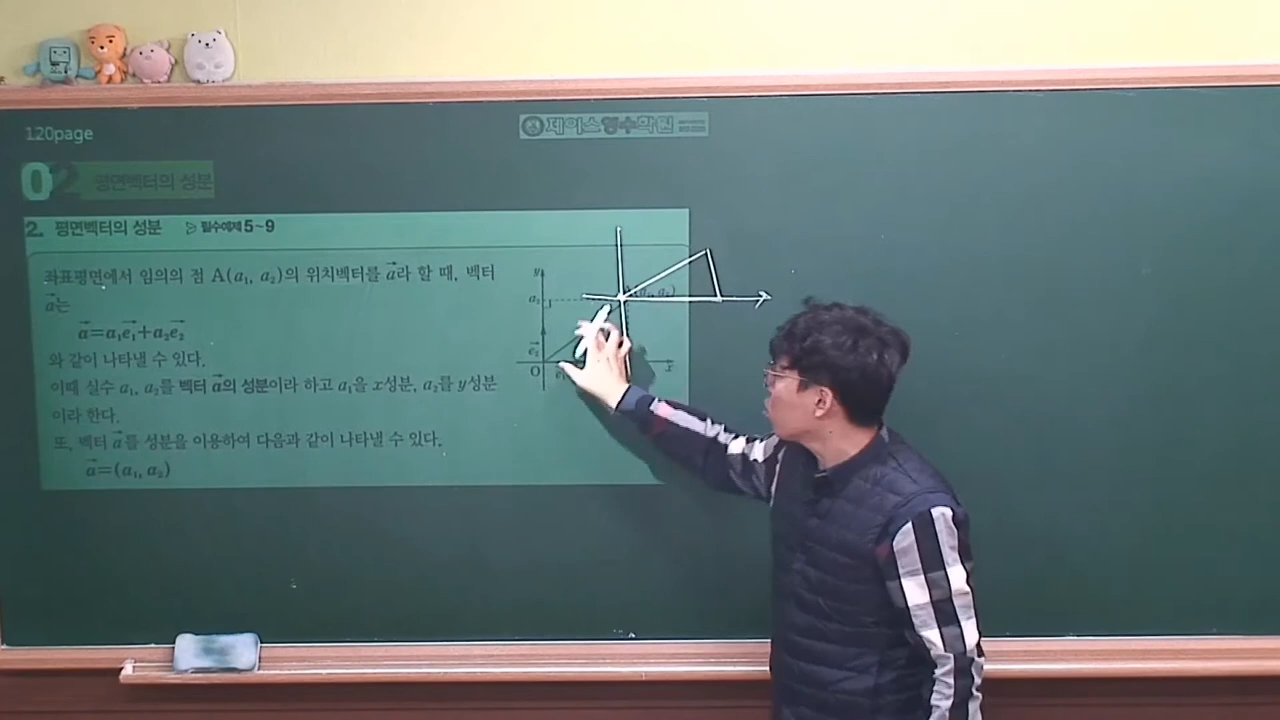 120page
제이스영수학원
02 평면벡터의 성분
2. 평면벡터의 성분 ▷ 필수예제 5~9
좌표평면에서 임의의 점 A(a₁, a₂)의 위치벡터를 a⃗라 할 때, 벡터
a⃗는
a⃗=a₁e₁⃗+a₂e₂⃗
와 같이 나타낼 수 있다.
이때 실수 a₁, a₂를 벡터 a⃗의 성분이라 하고 a₁을 x성분, a₂를 y성분
이라 한다.
또, 벡터 a⃗를 성분을 이용하여 다음과 같이 나타낼 수 있다.
a⃗=(a₁, a₂)
y
a₂
e₂⃗
O
x